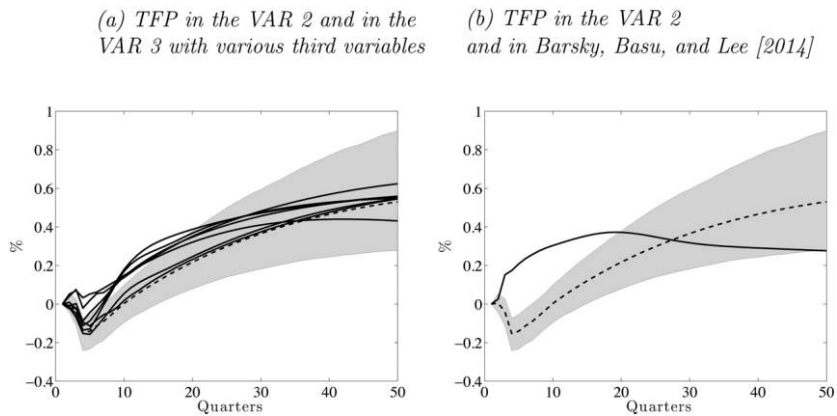 (a) TFP in the VAR 2 and in the
VAR 3 with various third variables
(b) TFP in the VAR 2
and in Barsky, Basu, and Lee [2014]
1
0.8
0.6
0.4
0.2
0
−0.2
−0.4
%
0 10 20 30 40 50
Quarters
1
0.8
0.6
0.4
0.2
0
−0.2
−0.4
%
0 10 20 30 40 50
Quarters